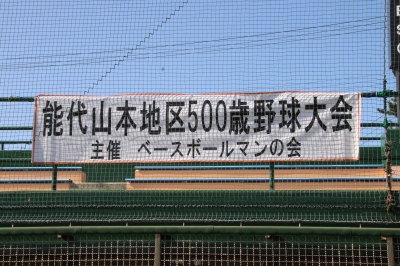 能代山本地区500歳野球大会
主催　ベースボールマンの会